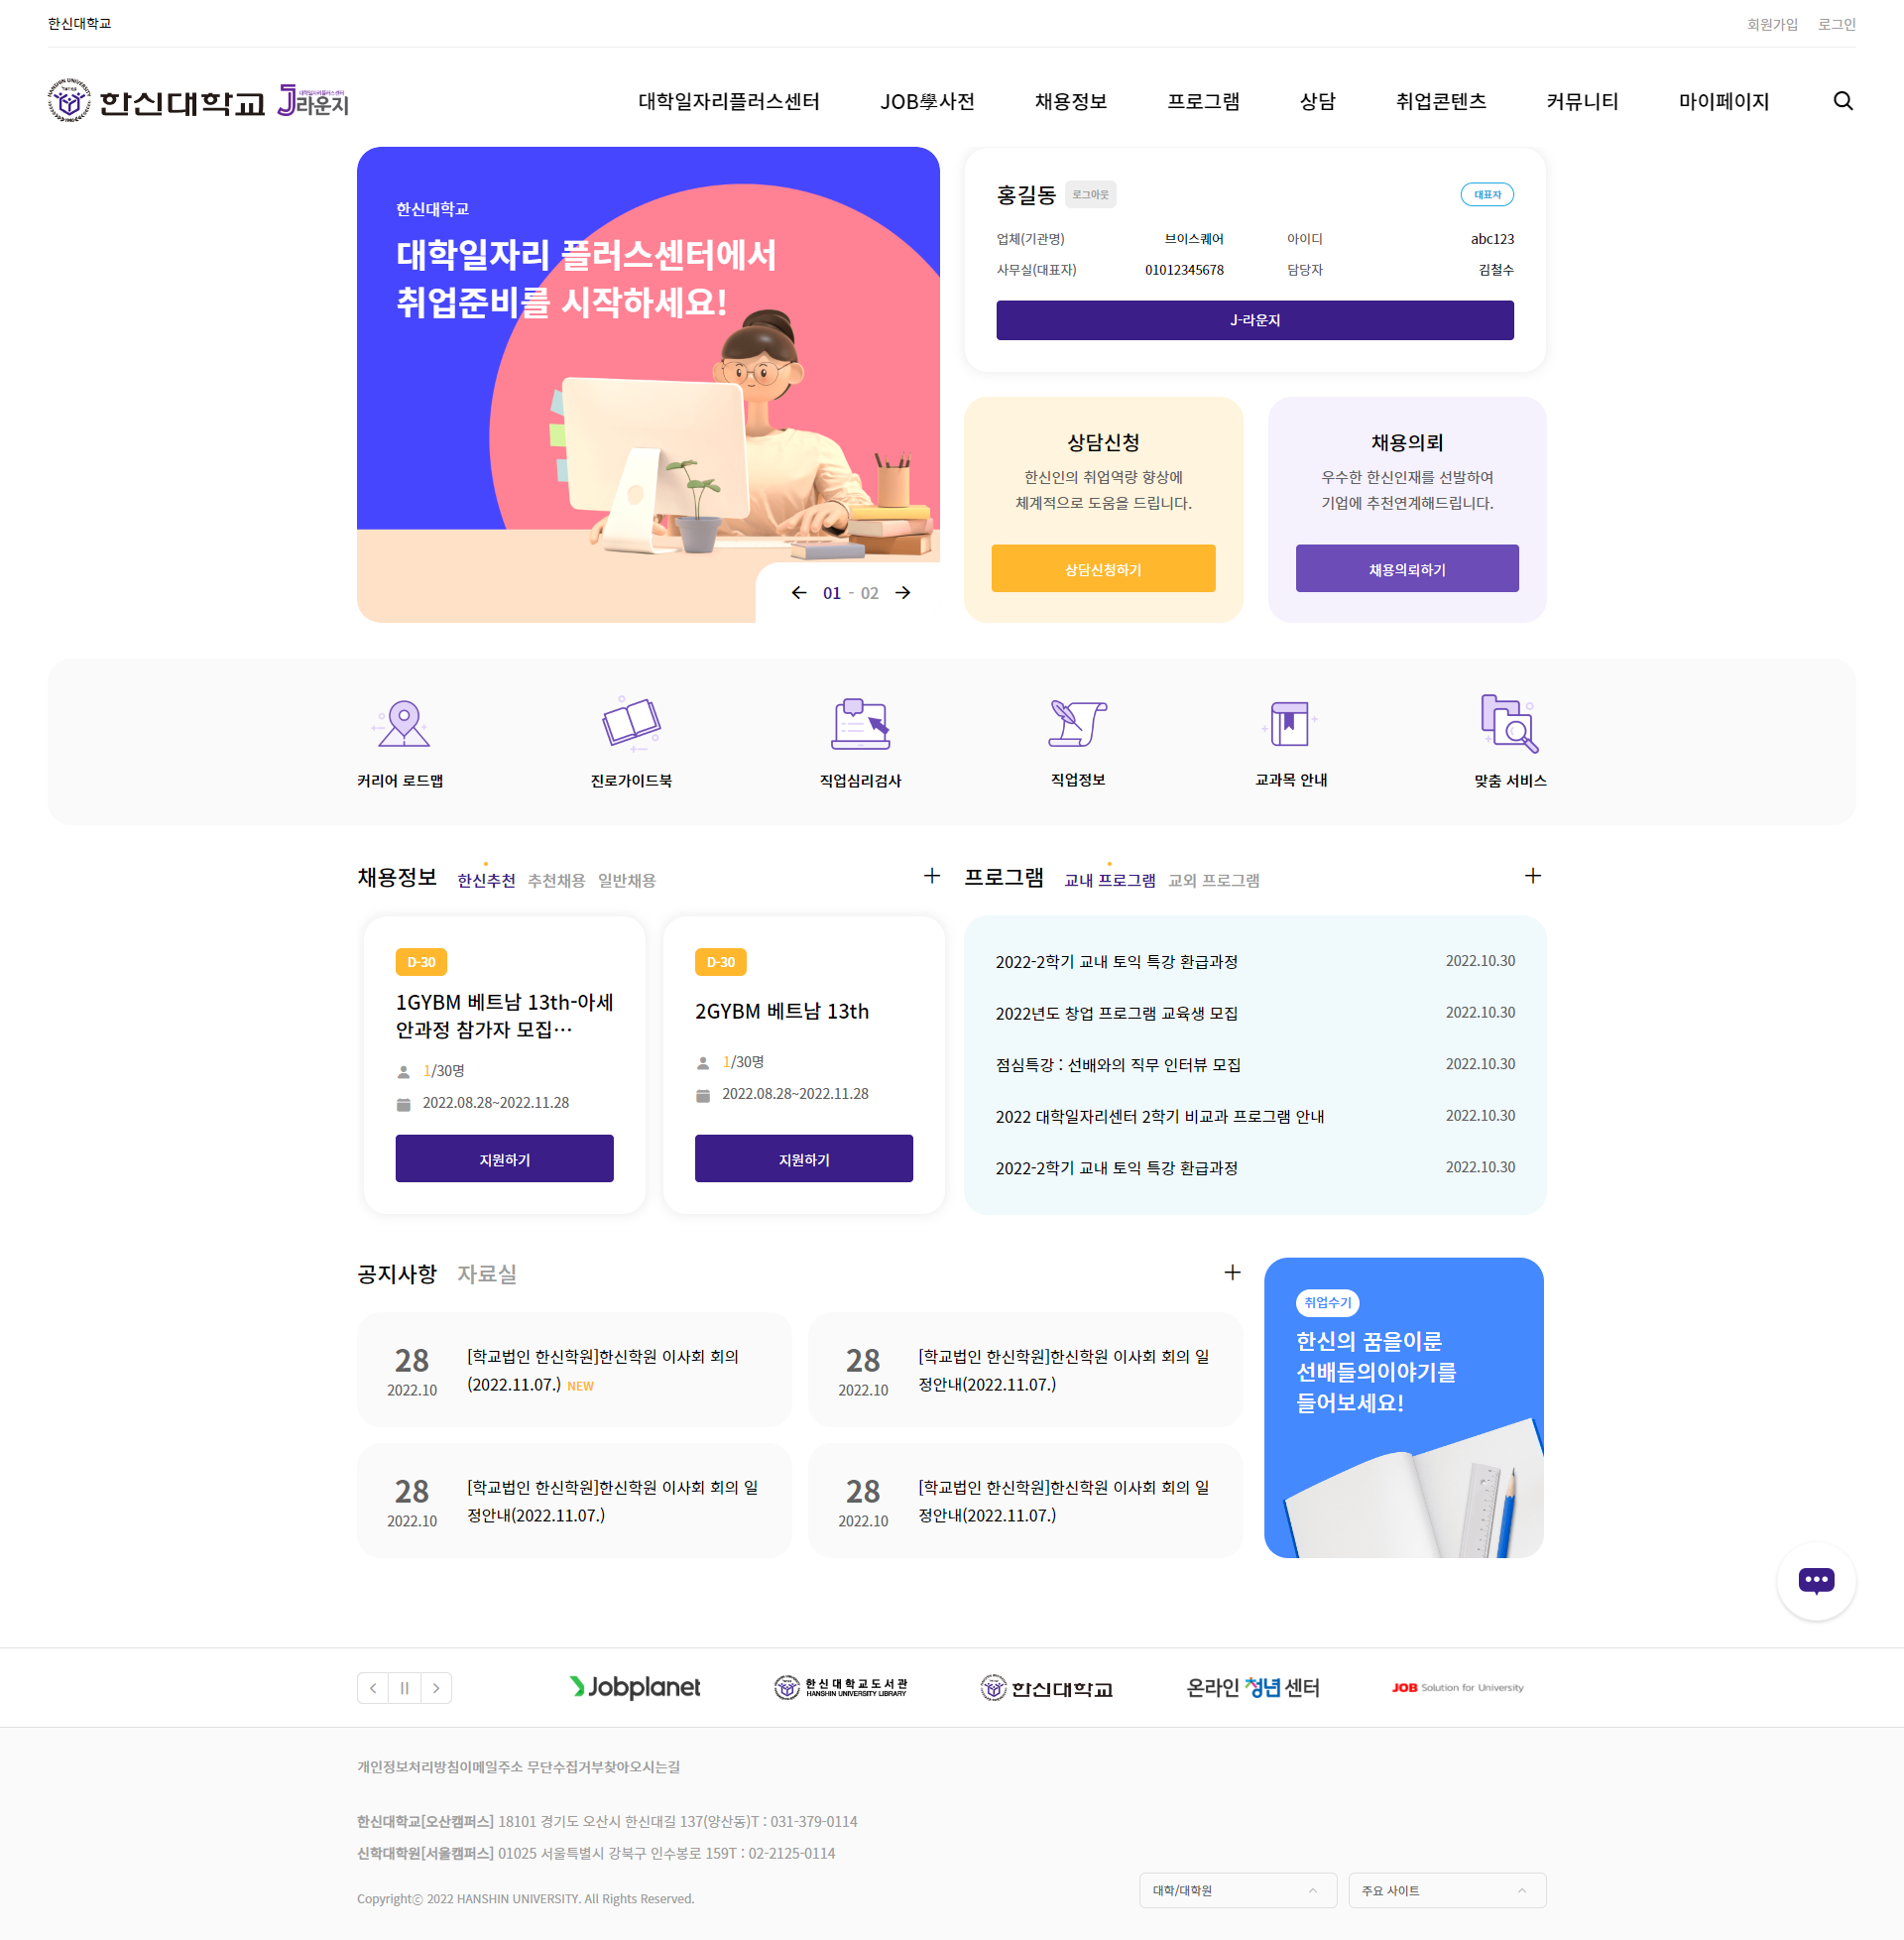 한신대학교
회원가입 로그인
한신대학교 J라운지
대학일자리플러스센터 JOB學사전 채용정보 프로그램 상담 취업콘텐츠 커뮤니티 마이페이지
한신대학교
대학일자리 플러스센터에서
취업준비를 시작하세요!
01 - 02
홍길동 로그아웃 대표자
업체(기관명) 브이스퀘어 아이디 abc123
사무실(대표자) 01012345678 담당자 김철수
J-라운지
상담신청
한신인의 취업역량 향상에
체계적으로 도움을 드립니다.
상담신청하기
채용의뢰
우수한 한신인재를 선발하여
기업에 추천연계해드립니다.
채용의뢰하기
커리어 로드맵 진로가이드북 직업심리검사 직업정보 교과목 안내 맞춤 서비스
채용정보 한신추천 추천채용 일반채용
D-30
1GYBM 베트남 13th-아세
안과정 참가자 모집…
1/30명
2022.08.28~2022.11.28
지원하기
D-30
2GYBM 베트남 13th
1/30명
2022.08.28~2022.11.28
지원하기
프로그램 교내 프로그램 교외 프로그램
2022-2학기 교내 토익 특강 환급과정 2022.10.30
2022년도 창업 프로그램 교육생 모집 2022.10.30
점심특강 : 선배와의 직무 인터뷰 모집 2022.10.30
2022 대학일자리센터 2학기 비교과 프로그램 안내 2022.10.30
2022-2학기 교내 토익 특강 환급과정 2022.10.30
공지사항 자료실
28
2022.10
[학교법인 한신학원]한신학원 이사회 회의
(2022.11.07.) NEW
28
2022.10
[학교법인 한신학원]한신학원 이사회 회의 일
정안내(2022.11.07.)
28
2022.10
[학교법인 한신학원]한신학원 이사회 회의 일
정안내(2022.11.07.)
28
2022.10
[학교법인 한신학원]한신학원 이사회 회의 일
정안내(2022.11.07.)
취업수기
한신의 꿈을이룬
선배들의이야기를
들어보세요!
Jobplanet
한신대학교도서관
HANSHIN UNIVERSITY LIBRARY
한신대학교
온라인 청년 센터
JOB Solution for University
개인정보처리방침이메일주소 무단수집거부찾아오시는길
한신대학교[오산캠퍼스] 18101 경기도 오산시 한신대길 137(양산동)T : 031-379-0114
신학대학원[서울캠퍼스] 01025 서울특별시 강북구 인수봉로 159T : 02-2125-0114
Copyrightⓒ 2022 HANSHIN UNIVERSITY. All Rights Reserved.
대학/대학원
주요 사이트